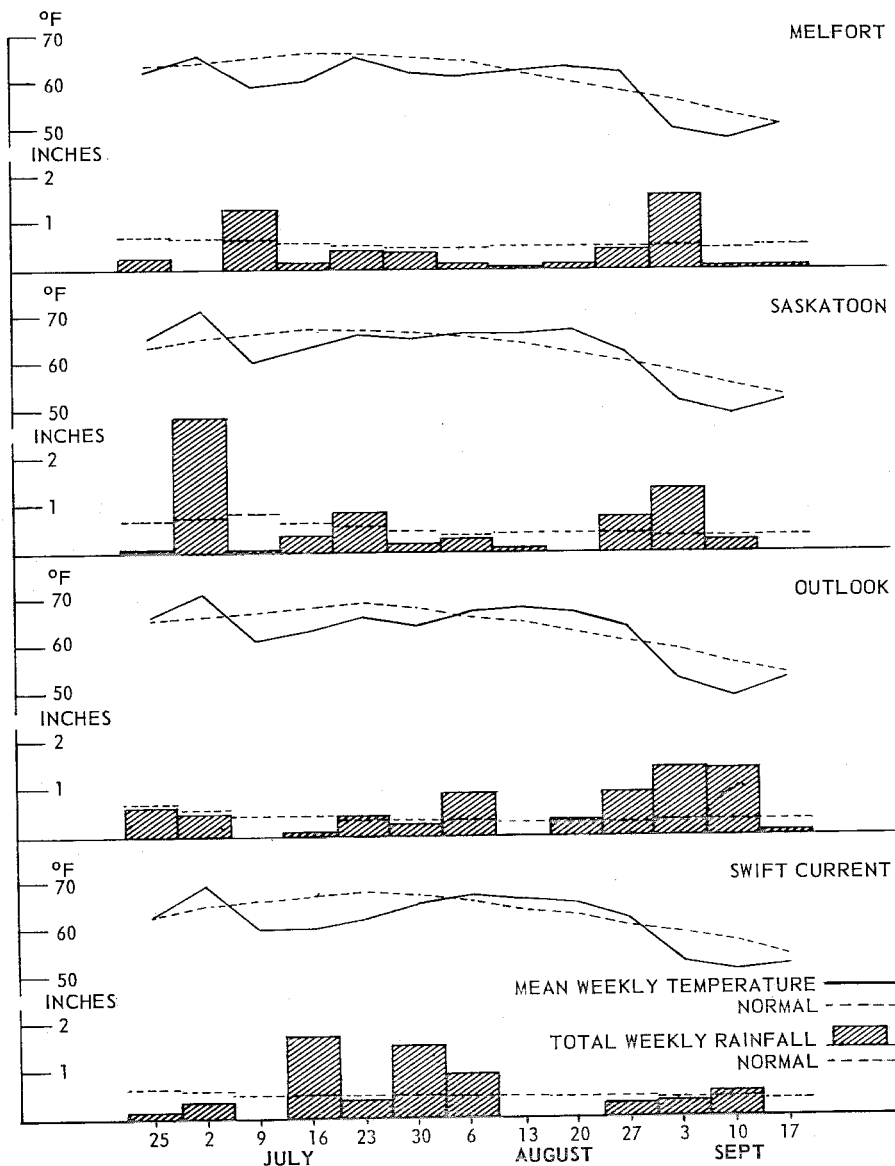 °F
MELFORT
70
60
50
INCHES
2
1
°F
SASKATOON
70
60
50
INCHES
2
1
°F
OUTLOOK
70
60
50
INCHES
2
1
°F
SWIFT CURRENT
70
60
50
MEAN WEEKLY TEMPERATURE
NORMAL
INCHES
2
TOTAL WEEKLY RAINFALL
NORMAL
1
25 2 9 16 23 30 6 13 20 27 3 10 17
JULY AUGUST SEPT